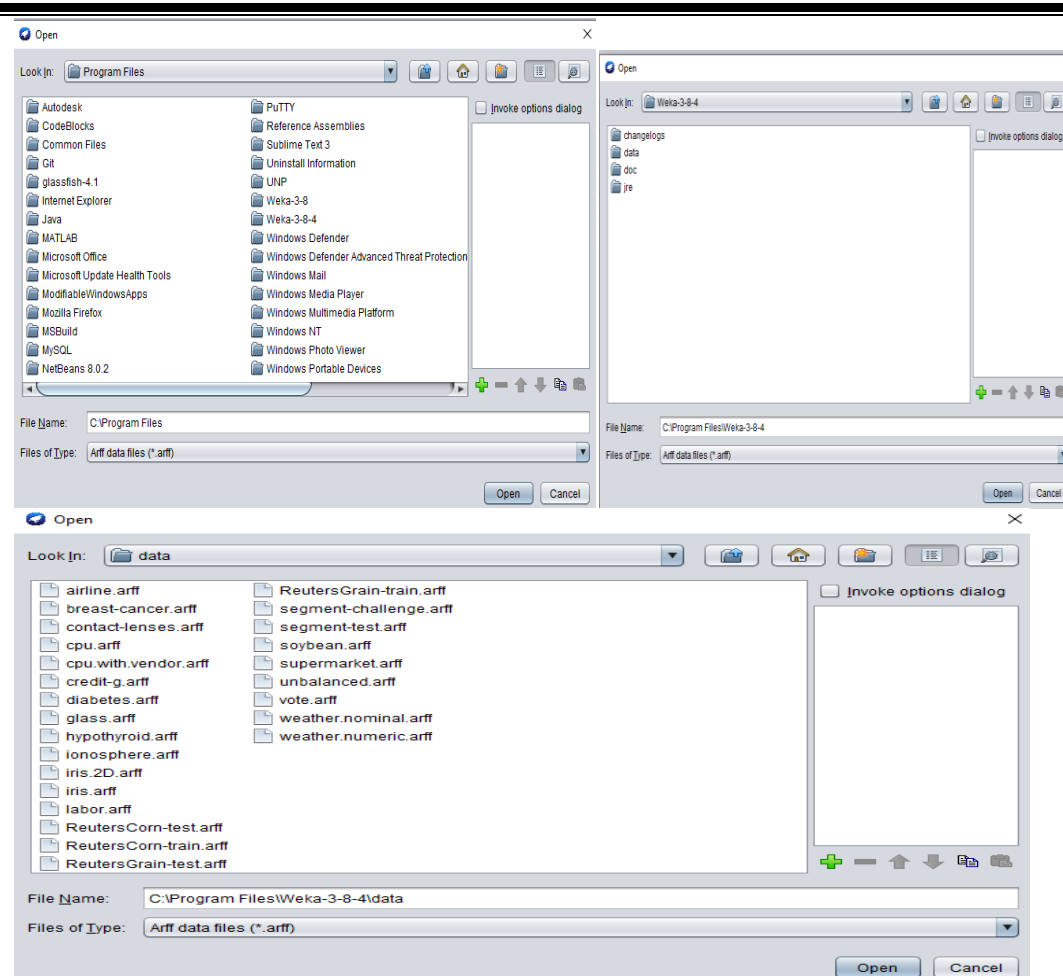 Open
Look In: Program Files
Autodesk
CodeBlocks
Common Files
Git
glassfish-4.1
Internet Explorer
Java
MATLAB
Microsoft Office
Microsoft Update Health Tools
ModifiableWindowsApps
Mozilla Firefox
MSBuild
MySQL
NetBeans 8.0.2
PuTTY
Reference Assemblies
Sublime Text 3
Uninstall Information
UNP
Weka-3-8
Weka-3-8-4
Windows Defender
Windows Defender Advanced Threat Protection
Windows Mail
Windows Media Player
Windows Multimedia Platform
Windows NT
Windows Photo Viewer
Windows Portable Devices
Invoke options dialog
File Name: C:\Program Files
Files of Type: Arff data files (*.arff)
Open Cancel
Open
Look In: Weka-3-8-4
changelogs
data
doc
jre
Invoke options dialog
File Name: C:\Program Files\Weka-3-8-4
Files of Type: Arff data files (*.arff)
Open Cancel
Open
Look In: data
airline.arff
breast-cancer.arff
contact-lenses.arff
cpu.arff
cpu.with.vendor.arff
credit-g.arff
diabetes.arff
glass.arff
hypothyroid.arff
ionosphere.arff
iris.2D.arff
iris.arff
labor.arff
ReutersCorn-test.arff
ReutersCorn-train.arff
ReutersGrain-test.arff
ReutersGrain-train.arff
segment-challenge.arff
segment-test.arff
soybean.arff
supermarket.arff
unbalanced.arff
vote.arff
weather.nominal.arff
weather.numeric.arff
Invoke options dialog
File Name: C:\Program Files\Weka-3-8-4\data
Files of Type: Arff data files (*.arff)
Open Cancel